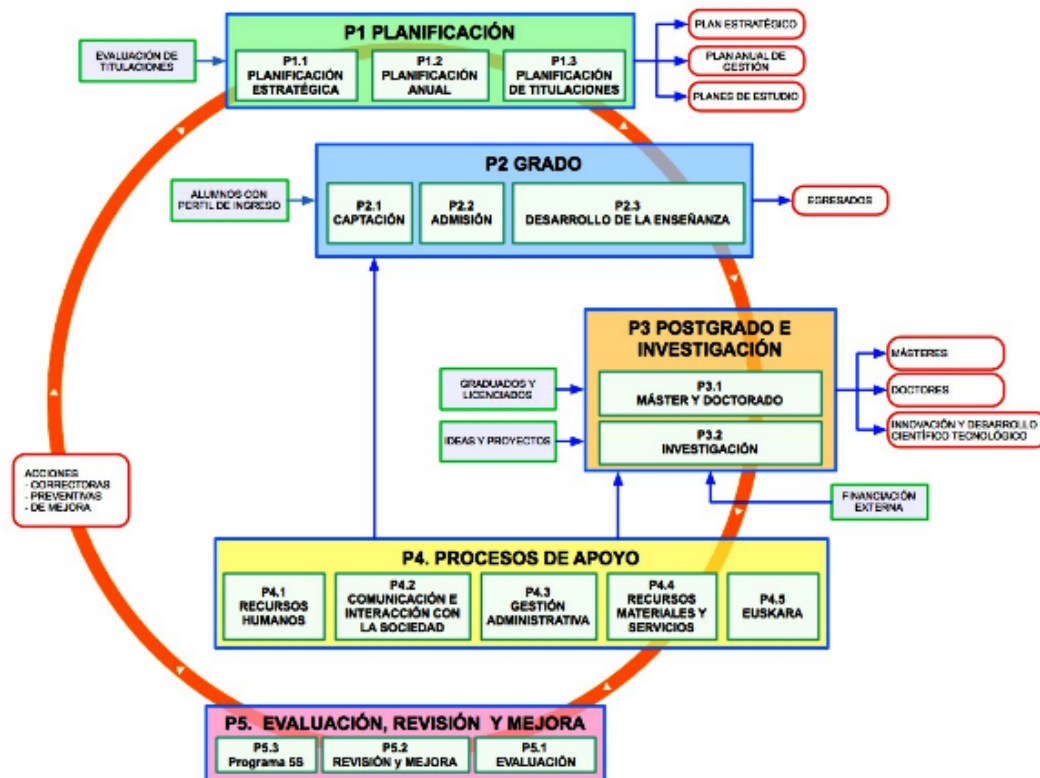 P1 PLANIFICACIÓN
EVALUACIÓN DE
TITULACIONES
P1.1
PLANIFICACIÓN
ESTRATÉGICA
P1.2
PLANIFICACIÓN
ANUAL
P1.3
PLANIFICACIÓN
DE TITULACIONES
PLAN ESTRATÉGICO
PLAN ANUAL DE
GESTIÓN
PLANES DE ESTUDIO
P2 GRADO
ALUMNOS CON
PERFIL DE INGRESO
P2.1
CAPTACIÓN
P2.2
ADMISIÓN
P2.3
DESARROLLO DE LA ENSEÑANZA
EGRESADOS
P3 POSTGRADO E
INVESTIGACIÓN
GRADUADOS Y
LICENCIADOS
P3.1
MÁSTER Y DOCTORADO
IDEAS Y PROYECTOS
P3.2
INVESTIGACIÓN
MÁSTERES
DOCTORES
INNOVACIÓN Y DESARROLLO
CIENTÍFICO TECNOLÓGICO
FINANCIACIÓN
EXTERNA
ACCIONES
- CORRECTORAS
- PREVENTIVAS
- DE MEJORA
P4. PROCESOS DE APOYO
P4.1
RECURSOS
HUMANOS
P4.2
COMUNICACIÓN E
INTERACCIÓN CON
LA SOCIEDAD
P4.3
GESTIÓN
ADMINISTRATIVA
P4.4
RECURSOS
MATERIALES Y
SERVICIOS
P4.5
EUSKARA
P5. EVALUACIÓN, REVISIÓN Y MEJORA
P5.3
Programa 5S
P5.2
REVISIÓN y MEJORA
P5.1
EVALUACIÓN